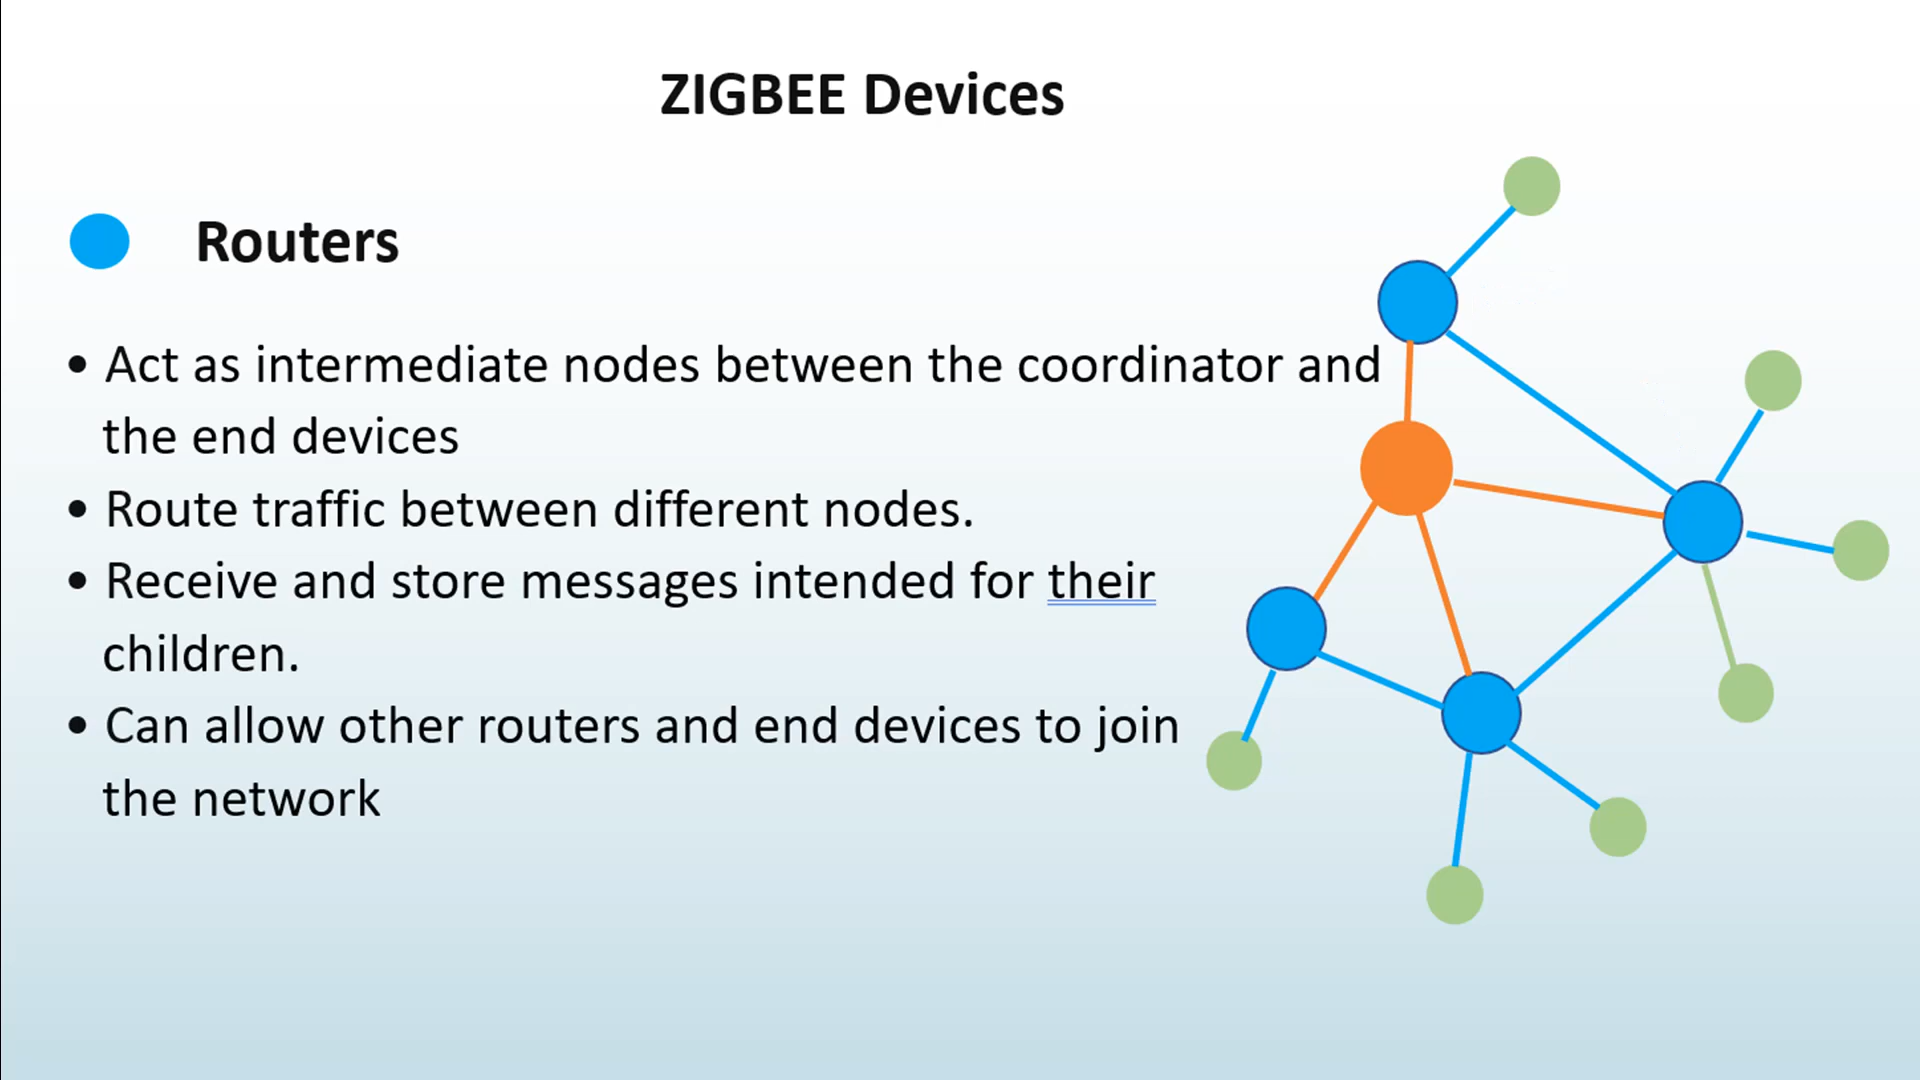 ZIGBEE Devices
Routers
• Act as intermediate nodes between the coordinator and
the end devices
• Route traffic between different nodes.
• Receive and store messages intended for their
children.
• Can allow other routers and end devices to join
the network